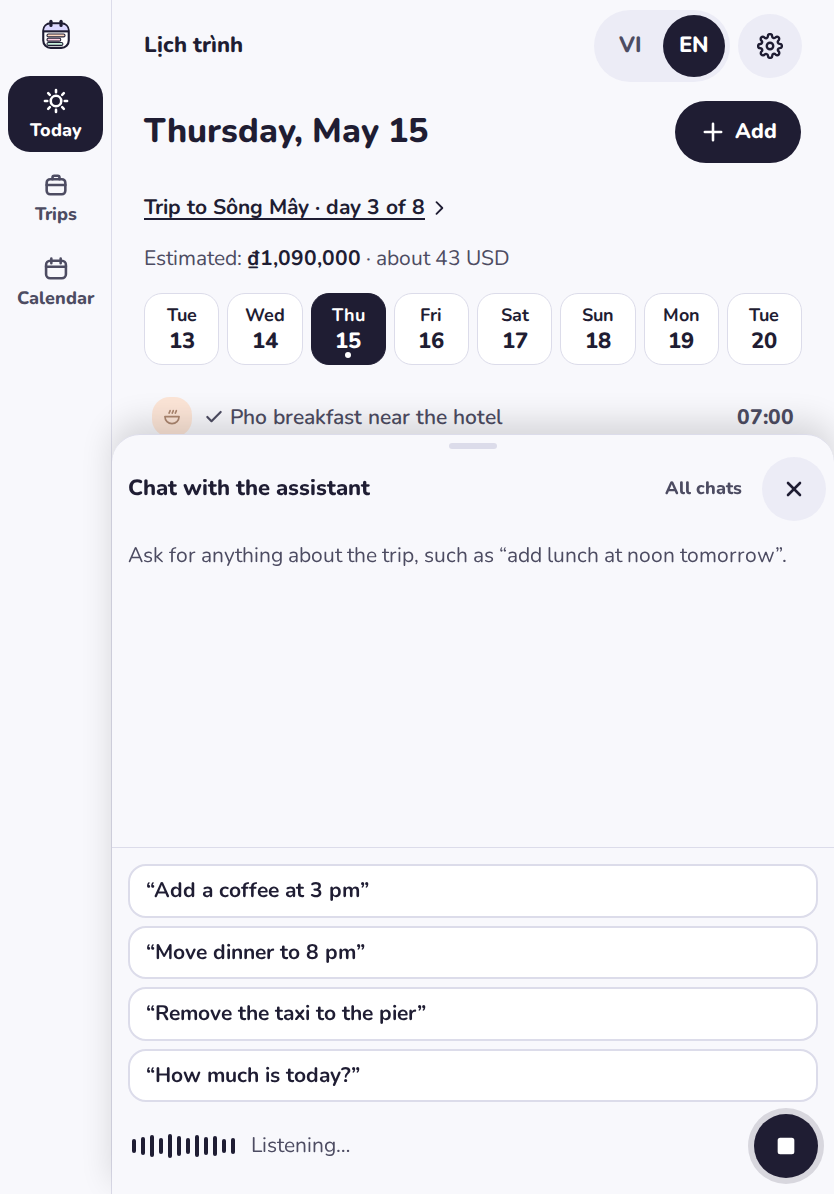 Lịch trình
VI EN
Today
Trips
Calendar
Thursday, May 15
Add
Trip to Sông Mây · day 3 of 8
Estimated: ₫1,090,000 · about 43 USD
Tue Wed Thu Fri Sat Sun Mon Tue
13 14 15 16 17 18 19 20
Pho breakfast near the hotel 07:00
Chat with the assistant All chats
Ask for anything about the trip, such as “add lunch at noon tomorrow”.
“Add a coffee at 3 pm”
“Move dinner to 8 pm”
“Remove the taxi to the pier”
“How much is today?”
Listening...